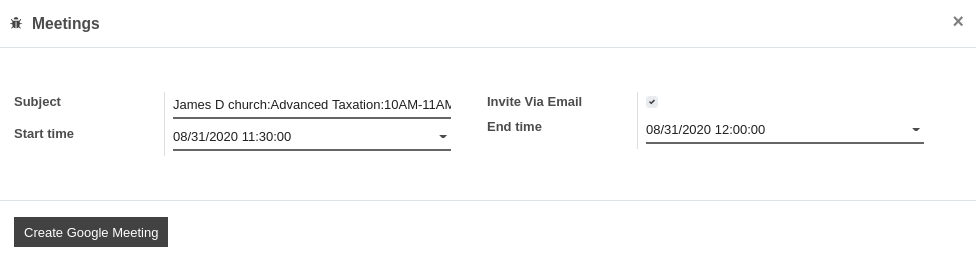 Meetings
×
Subject
James D church:Advanced Taxation:10AM-11AM
Invite Via Email
Start time
08/31/2020 11:30:00
End time
08/31/2020 12:00:00
Create Google Meeting